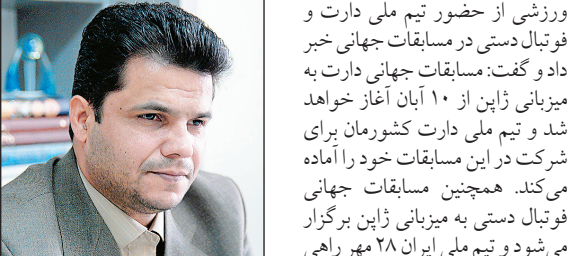 ورزشی از حضور تیم ملی دارت و
فوتبال دستی در مسابقات جهانی خبر
داد و گفت: مسابقات جهانی دارت به
میزبانی ژاپن از ۱۰ آبان آغاز خواهد
شد و تیم ملی دارت کشورمان برای
شرکت در این مسابقات خود را آماده
می‌کند. همچنین مسابقات جهانی
فوتبال دستی به میزبانی ژاپن برگزار
می‌شود و تیم ملی ایران ۲۸ مهر راهی